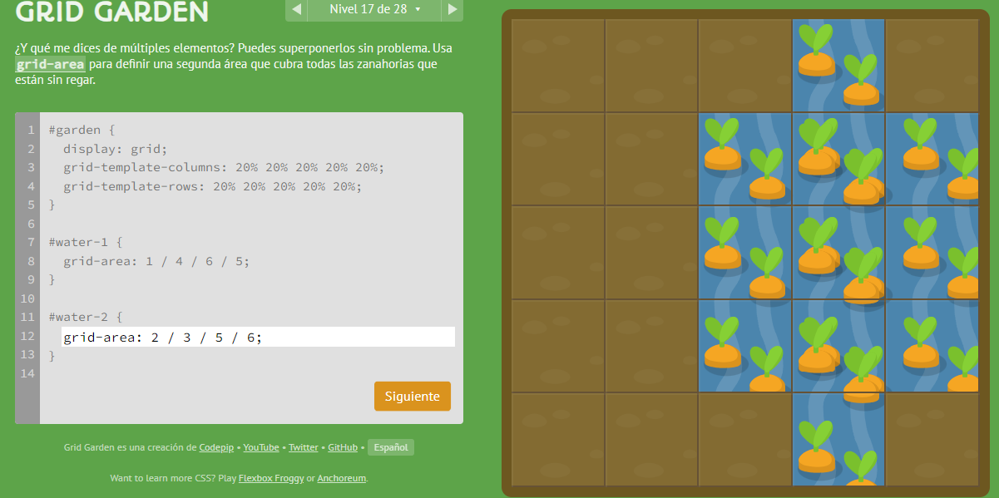 GRID GARDEN
Nivel 17 de 28
¿Y qué me dices de múltiples elementos? Puedes superponerlos sin problema. Usa
grid-area para definir una segunda área que cubra todas las zanahorias que
están sin regar.
1 #garden {
2 display: grid;
3 grid-template-columns: 20% 20% 20% 20% 20%;
4 grid-template-rows: 20% 20% 20% 20% 20%;
5 }
6
7 #water-1 {
8 grid-area: 1 / 4 / 6 / 5;
9 }
10
11 #water-2 {
12 grid-area: 2 / 3 / 5 / 6;
13 }
14
Siguiente
Grid Garden es una creación de Codepip • YouTube • Twitter • GitHub • Español
Want to learn more CSS? Play Flexbox Froggy or Anchoreum.